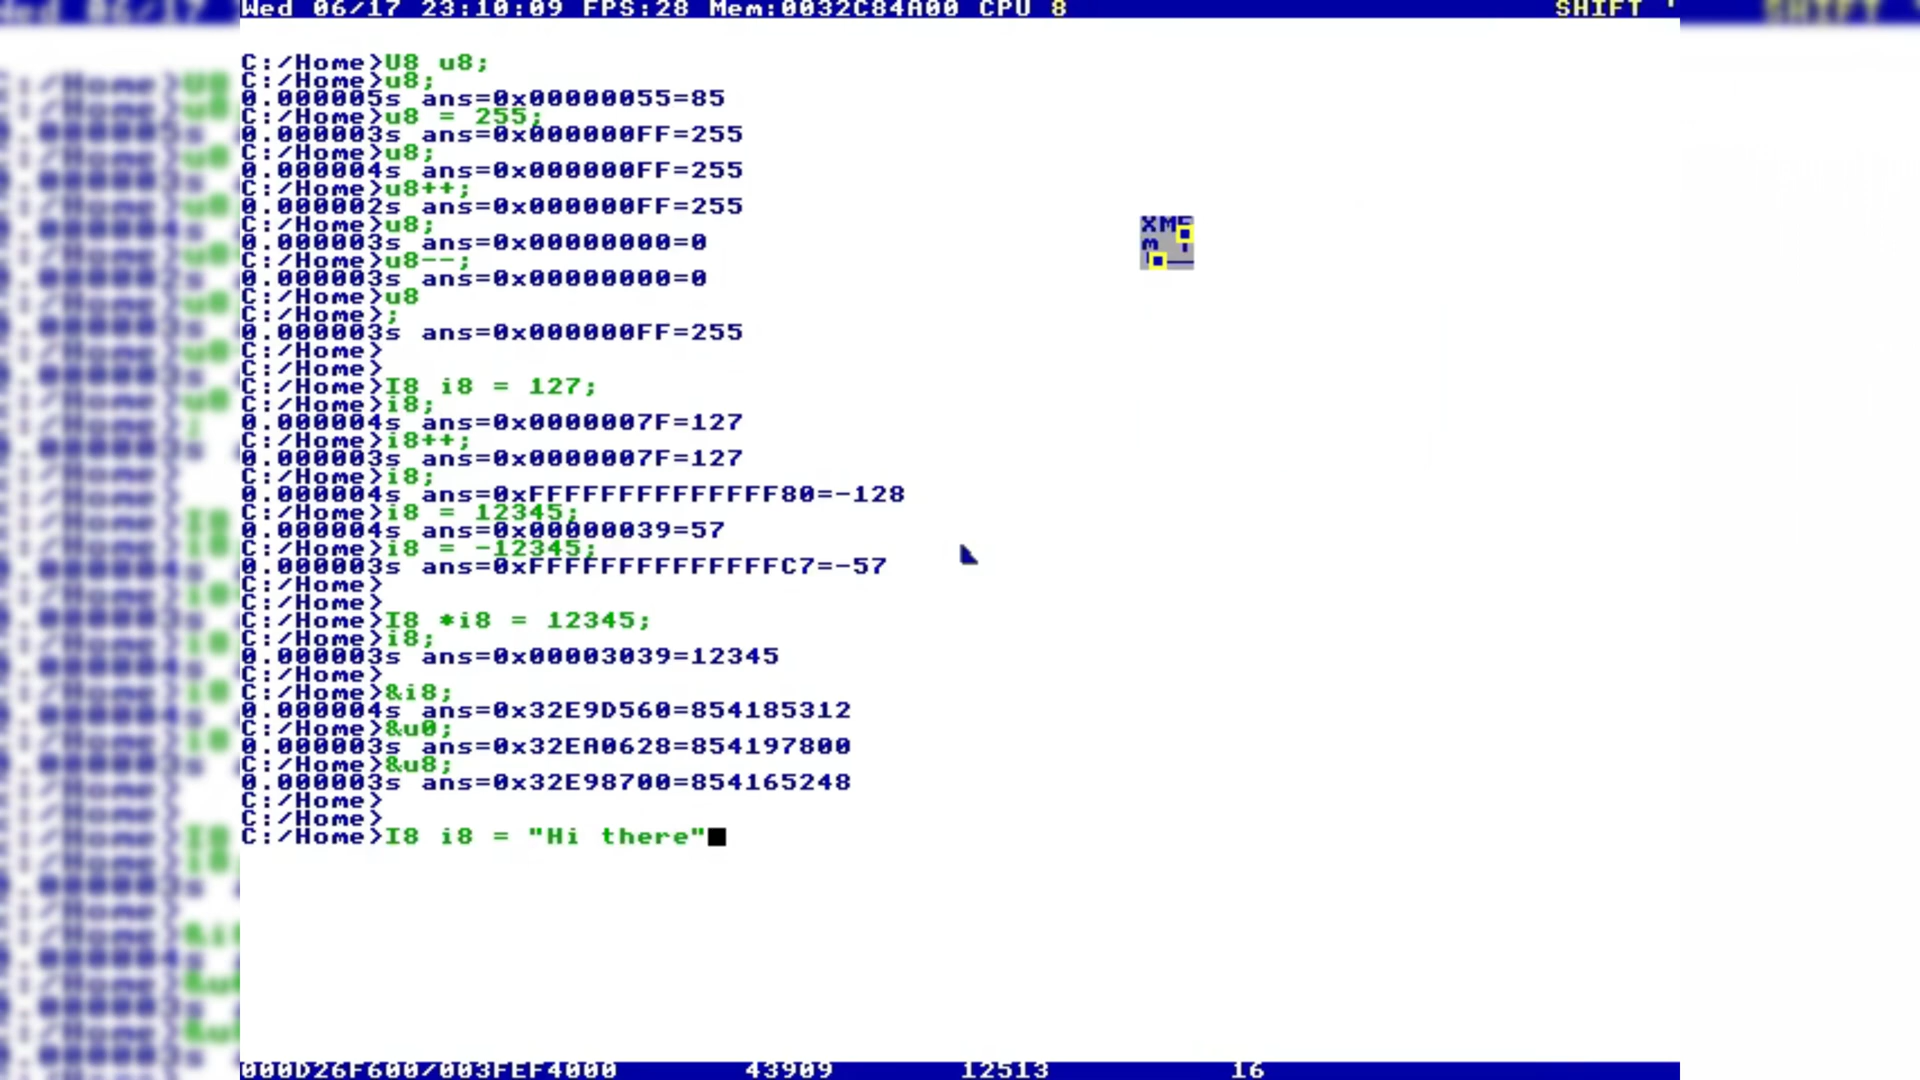 Wed 06/17 23:10:09 FPS:28 Mem:0032C84A00 CPU 8 SHIFT
C:/Home>U8 u8;
C:/Home>u8;
0.000005s ans=0x00000055=85
C:/Home>u8 = 255;
0.000003s ans=0x000000FF=255
C:/Home>u8;
0.000004s ans=0x000000FF=255
C:/Home>u8++;
0.000002s ans=0x000000FF=255
C:/Home>u8;
0.000003s ans=0x00000000=0
C:/Home>u8--;
0.000003s ans=0x00000000=0
C:/Home>u8
C:/Home>;
0.000003s ans=0x000000FF=255
C:/Home>
C:/Home>
C:/Home>I8 i8 = 127;
C:/Home>i8;
0.000004s ans=0x0000007F=127
C:/Home>i8++;
0.000003s ans=0x0000007F=127
C:/Home>i8;
0.000004s ans=0xFFFFFFFFFFFFFF80=-128
C:/Home>i8 = 12345;
0.000004s ans=0x00000039=57
C:/Home>i8 = -12345;
0.000003s ans=0xFFFFFFFFFFFFFFC7=-57
C:/Home>
C:/Home>
C:/Home>I8 *i8 = 12345;
C:/Home>i8;
0.000003s ans=0x00003039=12345
C:/Home>
C:/Home>&i8;
0.000004s ans=0x32E9D560=854185312
C:/Home>&u0;
0.000003s ans=0x32EA0628=854197800
C:/Home>&u8;
0.000003s ans=0x32E98700=854165248
C:/Home>
C:/Home>
C:/Home>I8 i8 = "Hi there"
000D26F600/003FEF4000 43909 12513 16